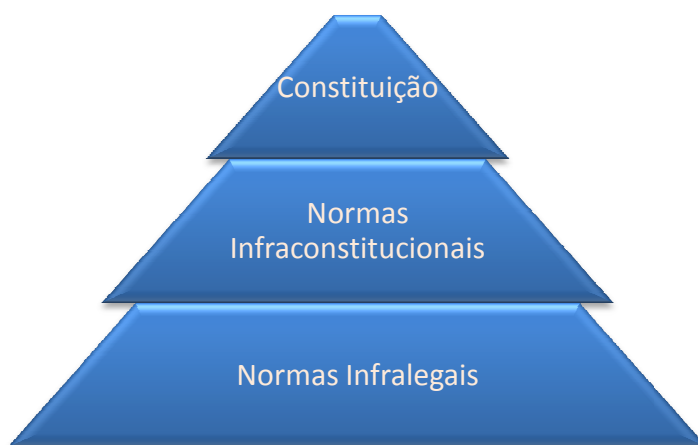 Constituição
Normas
Infraconstitucionais
Normas Infralegais